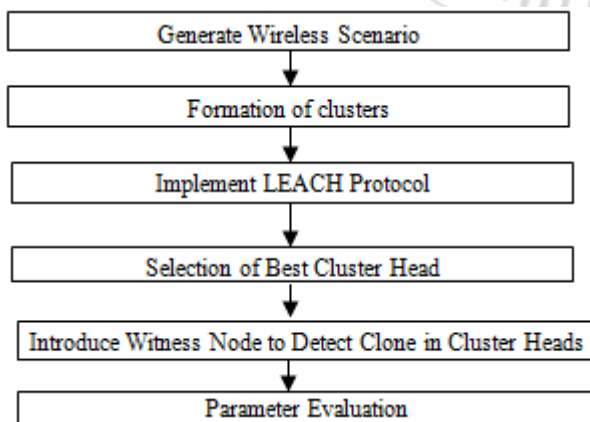 Generate Wireless Scenario
Formation of clusters
Implement LEACH Protocol
Selection of Best Cluster Head
Introduce Witness Node to Detect Clone in Cluster Heads
Parameter Evaluation